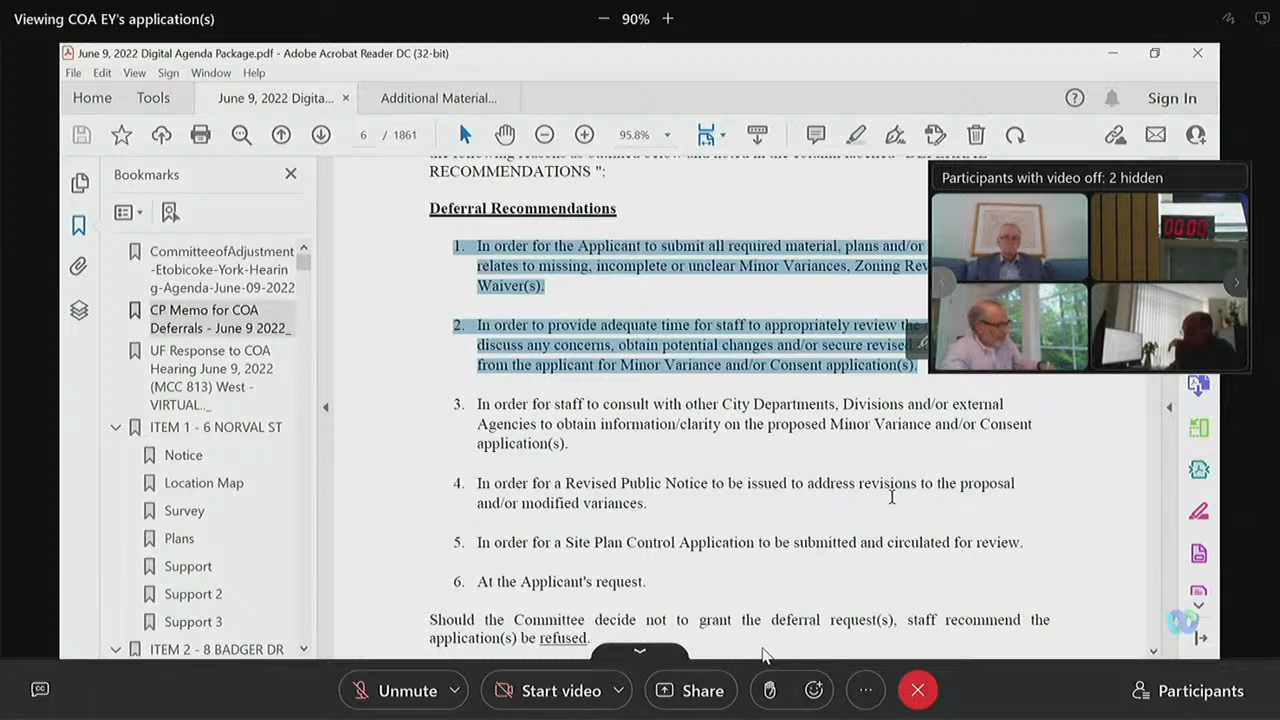 Viewing COA EY's application(s)
90%
June 9, 2022 Digital Agenda Package.pdf - Adobe Acrobat Reader DC (32-bit)
File Edit View Sign Window Help
Home Tools June 9, 2022 Digita... × Additional Material... Sign In
6 / 1861 95.8%
Bookmarks
CommitteeofAdjustment
-Etobicoke-York-Hearin
g-Agenda-June-09-2022
CP Memo for COA
Deferrals - June 9 2022_
UF Response to COA
Hearing June 9, 2022
(MCC 813) West -
VIRTUAL._
ITEM 1 - 6 NORVAL ST
Notice
Location Map
Survey
Plans
Support
Support 2
Support 3
ITEM 2 - 8 BADGER DR
RECOMMENDATIONS ":
Deferral Recommendations
1. In order for the Applicant to submit all required material, plans and/or
relates to missing, incomplete or unclear Minor Variances, Zoning Rev
Waiver(s).
2. In order to provide adequate time for staff to appropriately review the
discuss any concerns, obtain potential changes and/or secure revised
from the applicant for Minor Variance and/or Consent application(s).
3. In order for staff to consult with other City Departments, Divisions and/or external
Agencies to obtain information/clarity on the proposed Minor Variance and/or Consent
application(s).
4. In order for a Revised Public Notice to be issued to address revisions to the proposal
and/or modified variances.
5. In order for a Site Plan Control Application to be submitted and circulated for review.
6. At the Applicant's request.
Should the Committee decide not to grant the deferral request(s), staff recommend the
application(s) be refused.
Participants with video off: 2 hidden
00:00
Unmute Start video Share Participants